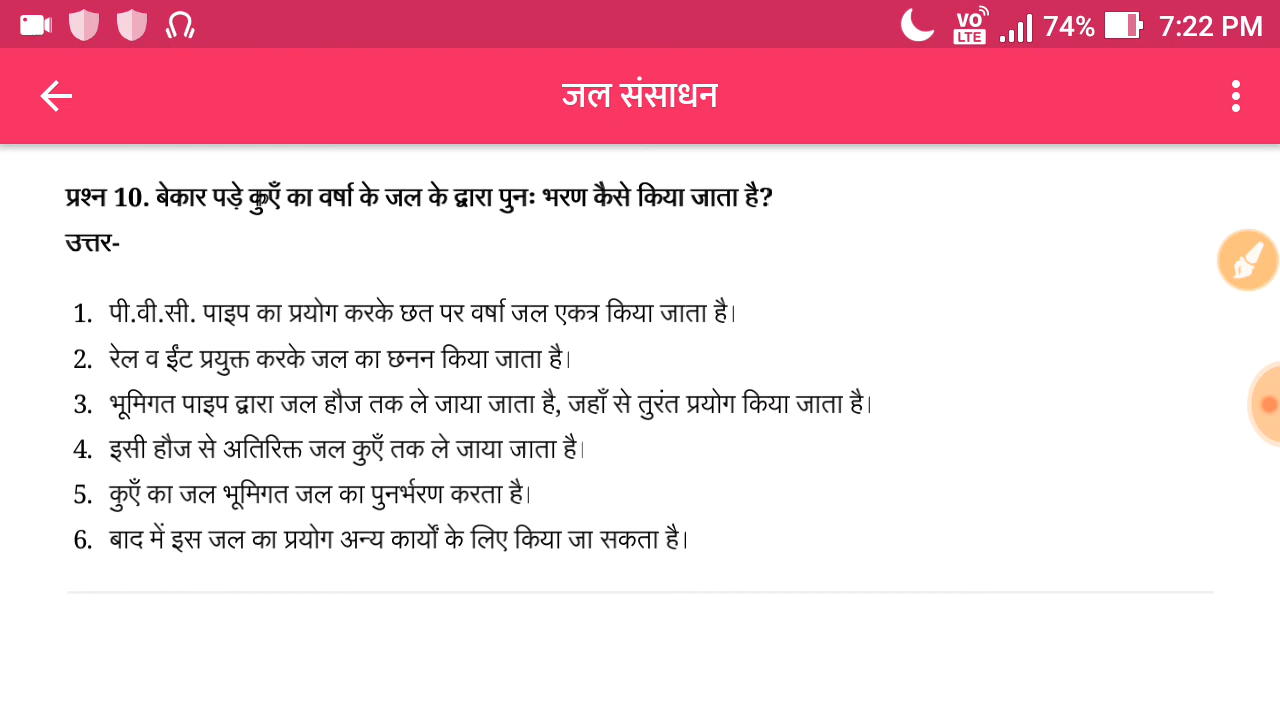 VO LTE 74% 7:22 PM
जल संसाधन
प्रश्न 10. बेकार पड़े कुएँ का वर्षा के जल के द्वारा पुनः भरण कैसे किया जाता है?
उत्तर-
1. पी.वी.सी. पाइप का प्रयोग करके छत पर वर्षा जल एकत्र किया जाता है।
2. रेल व ईंट प्रयुक्त करके जल का छनन किया जाता है।
3. भूमिगत पाइप द्वारा जल हौज तक ले जाया जाता है, जहाँ से तुरंत प्रयोग किया जाता है।
4. इसी हौज से अतिरिक्त जल कुएँ तक ले जाया जाता है।
5. कुएँ का जल भूमिगत जल का पुनर्भरण करता है।
6. बाद में इस जल का प्रयोग अन्य कार्यों के लिए किया जा सकता है।